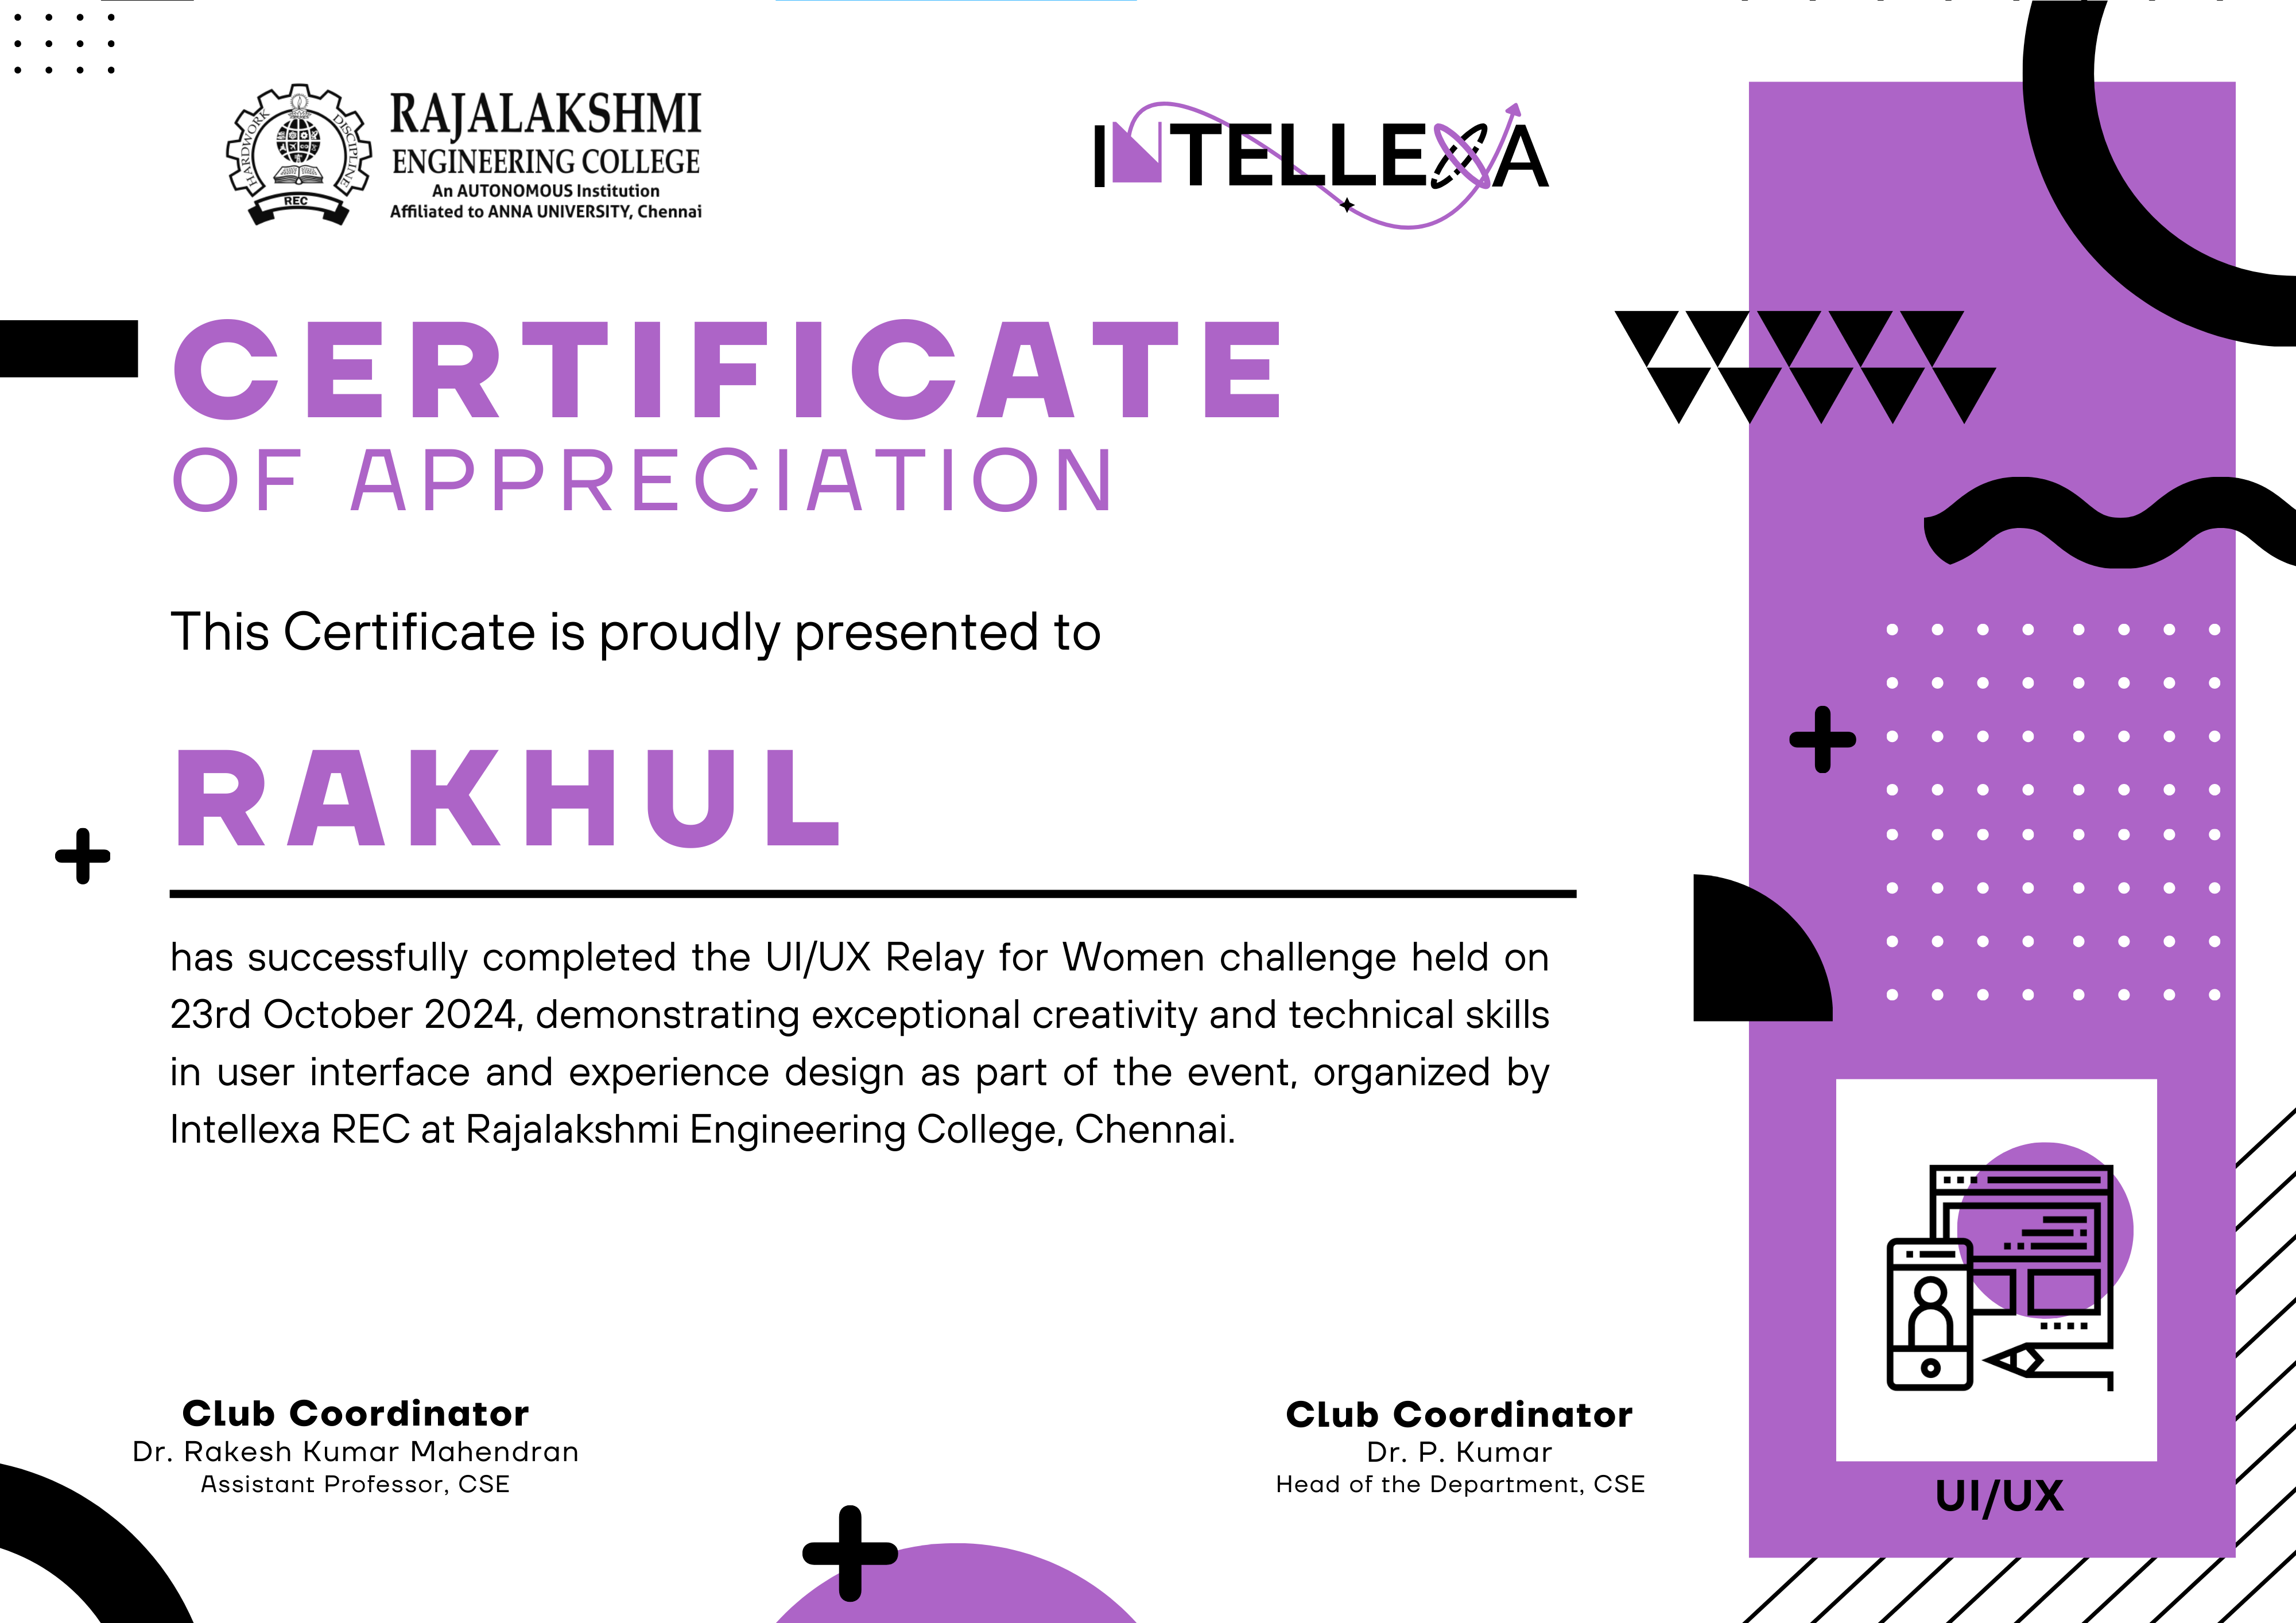 HARDWORK
DISCIPLINE
REC
RAJALAKSHMI
ENGINEERING COLLEGE
An AUTONOMOUS Institution
Affiliated to ANNA UNIVERSITY, Chennai
INTELLEXA
CERTIFICATE
OF APPRECIATION
This Certificate is proudly presented to
RAKHUL
has successfully completed the UI/UX Relay for Women challenge held on
23rd October 2024, demonstrating exceptional creativity and technical skills
in user interface and experience design as part of the event, organized by
Intellexa REC at Rajalakshmi Engineering College, Chennai.
Club Coordinator
Dr. Rakesh Kumar Mahendran
Assistant Professor, CSE
Club Coordinator
Dr. P. Kumar
Head of the Department, CSE
UI/UX